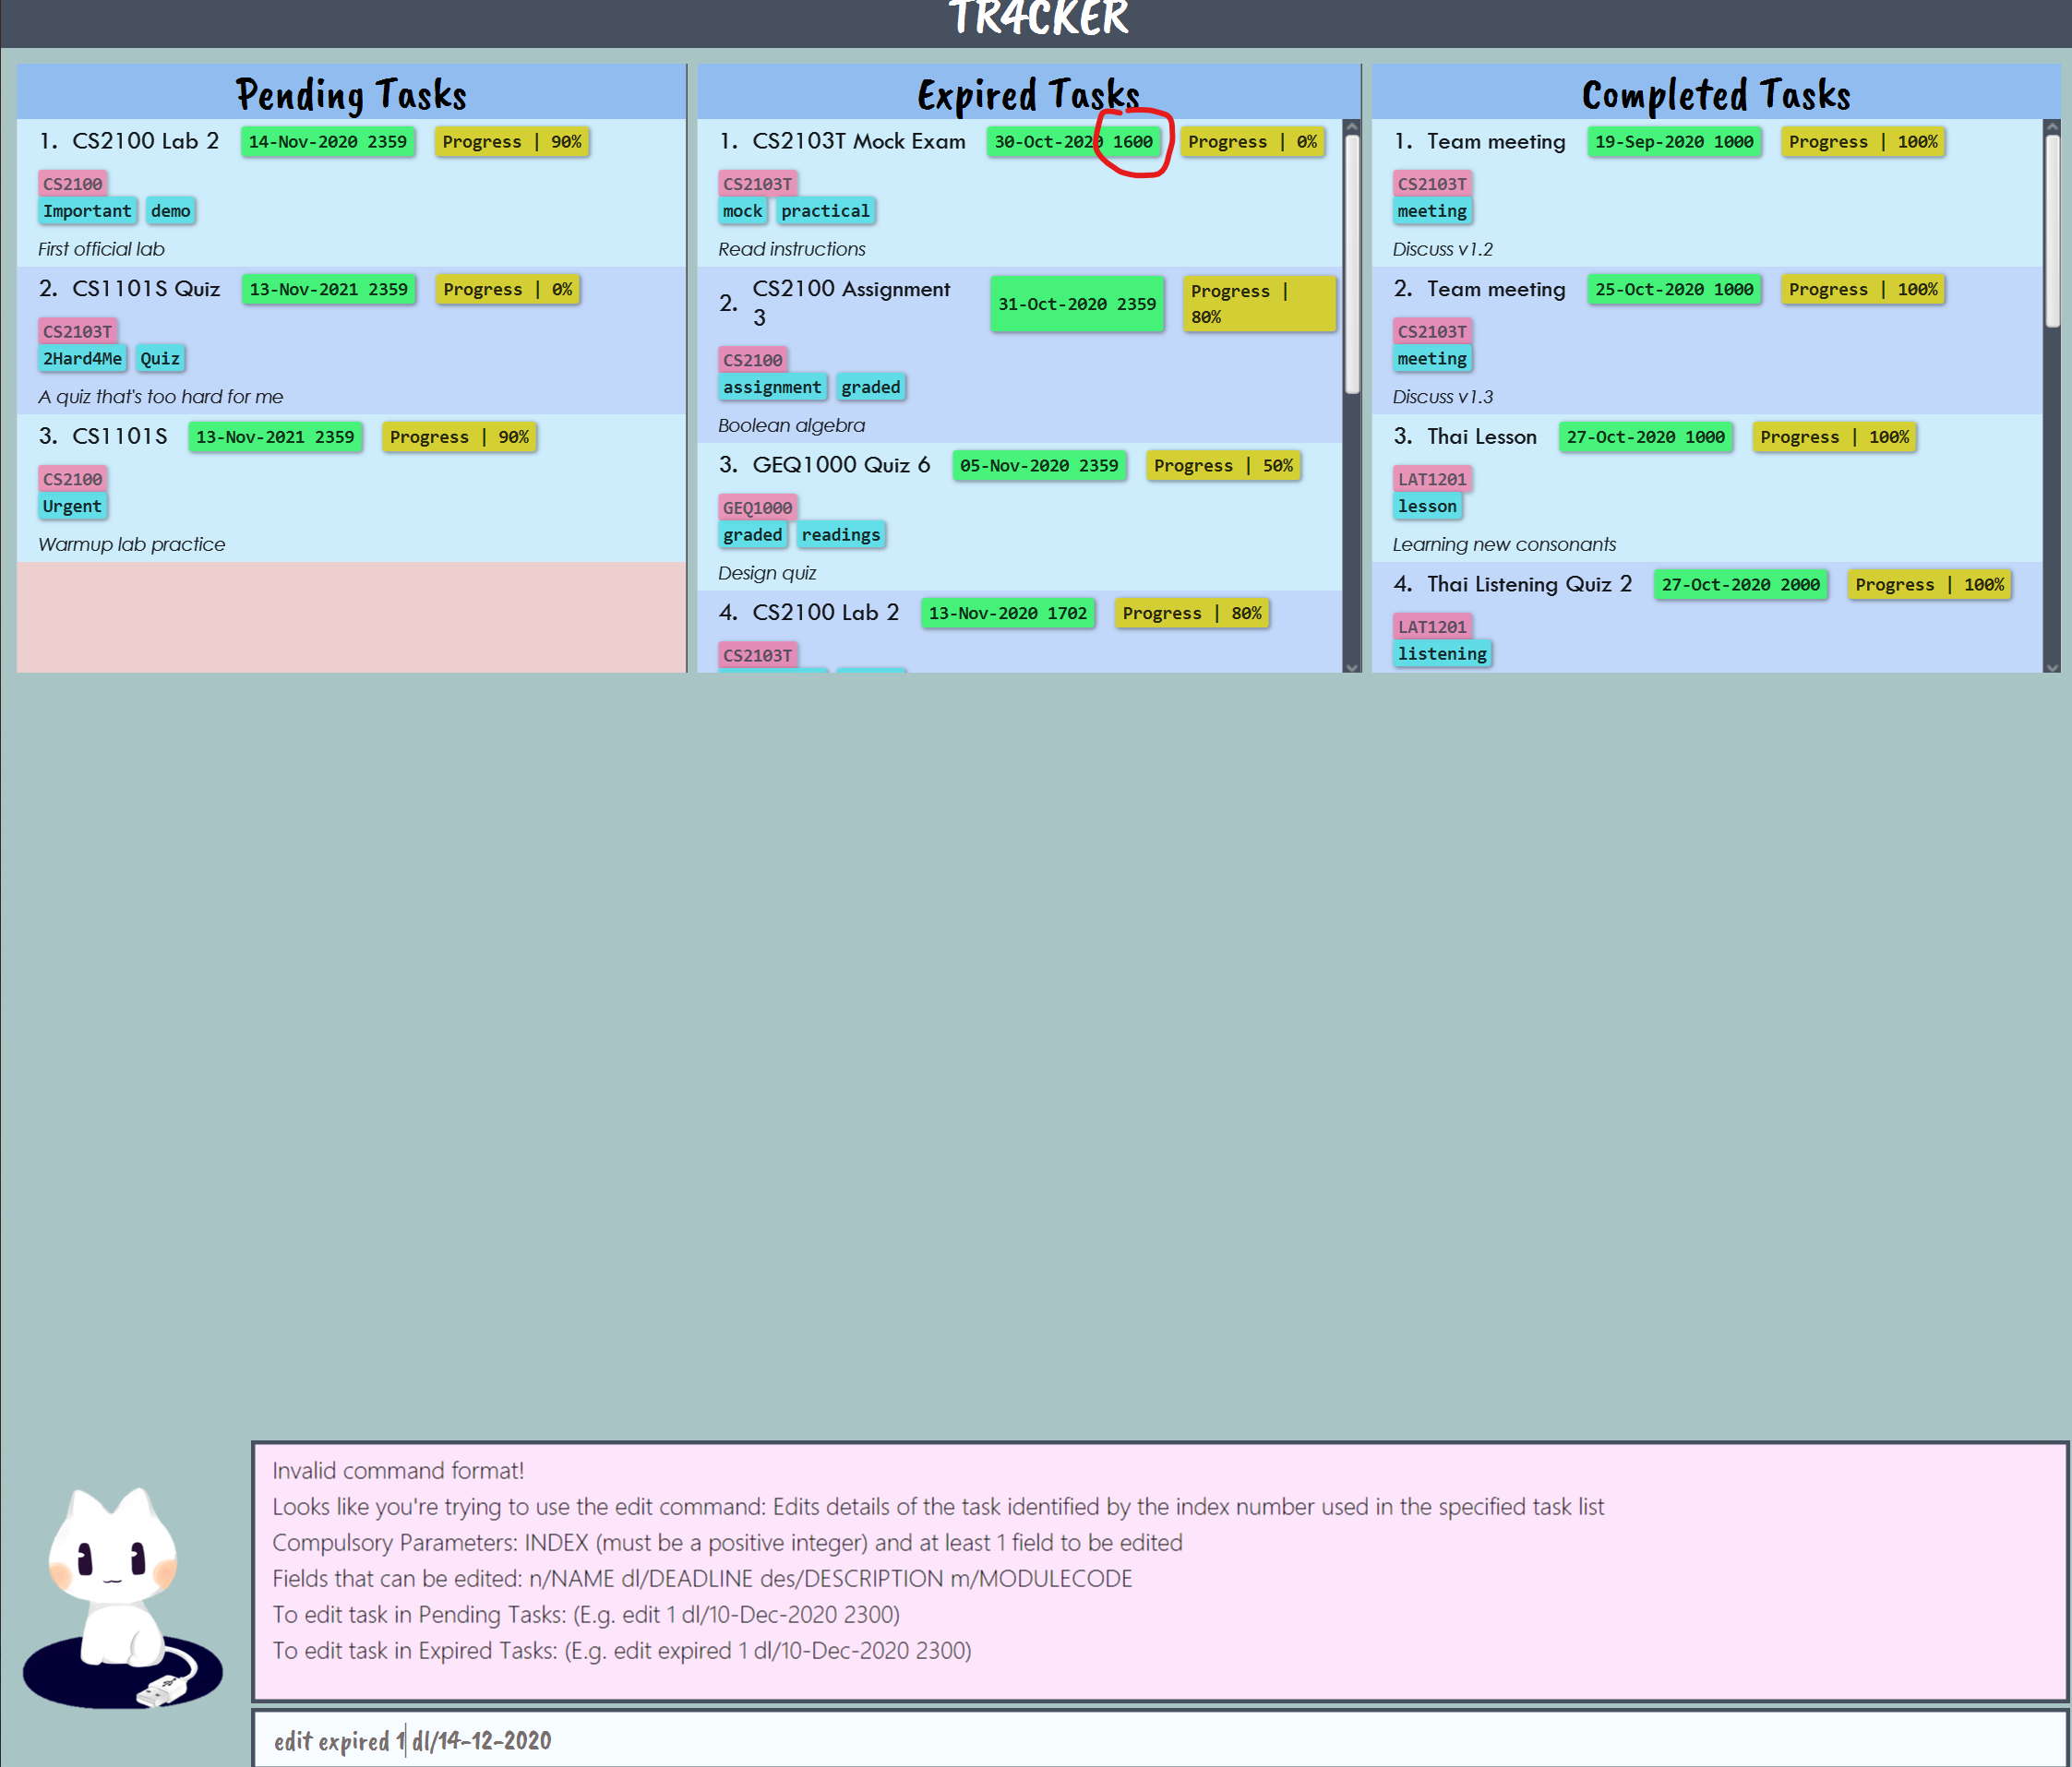 TR4CKER
Pending Tasks
1. CS2100 Lab 2 14-Nov-2020 2359 Progress | 90%
CS2100
Important demo
First official lab
2. CS1101S Quiz 13-Nov-2021 2359 Progress | 0%
CS2103T
2Hard4Me Quiz
A quiz that's too hard for me
3. CS1101S 13-Nov-2021 2359 Progress | 90%
CS2100
Urgent
Warmup lab practice
Expired Tasks
1. CS2103T Mock Exam 30-Oct-2020 1600 Progress | 0%
CS2103T
mock practical
Read instructions
2. CS2100 Assignment 3 31-Oct-2020 2359 Progress | 80%
CS2100
assignment graded
Boolean algebra
3. GEQ1000 Quiz 6 05-Nov-2020 2359 Progress | 50%
GEQ1000
graded readings
Design quiz
4. CS2100 Lab 2 13-Nov-2020 1702 Progress | 80%
CS2103T
Completed Tasks
1. Team meeting 19-Sep-2020 1000 Progress | 100%
CS2103T
meeting
Discuss v1.2
2. Team meeting 25-Oct-2020 1000 Progress | 100%
CS2103T
meeting
Discuss v1.3
3. Thai Lesson 27-Oct-2020 1000 Progress | 100%
LAT1201
lesson
Learning new consonants
4. Thai Listening Quiz 2 27-Oct-2020 2000 Progress | 100%
LAT1201
listening
Invalid command format!
Looks like you're trying to use the edit command: Edits details of the task identified by the index number used in the specified task list
Compulsory Parameters: INDEX (must be a positive integer) and at least 1 field to be edited
Fields that can be edited: n/NAME dl/DEADLINE des/DESCRIPTION m/MODULECODE
To edit task in Pending Tasks: (E.g. edit 1 dl/10-Dec-2020 2300)
To edit task in Expired Tasks: (E.g. edit expired 1 dl/10-Dec-2020 2300)
edit expired 1 dl/14-12-2020